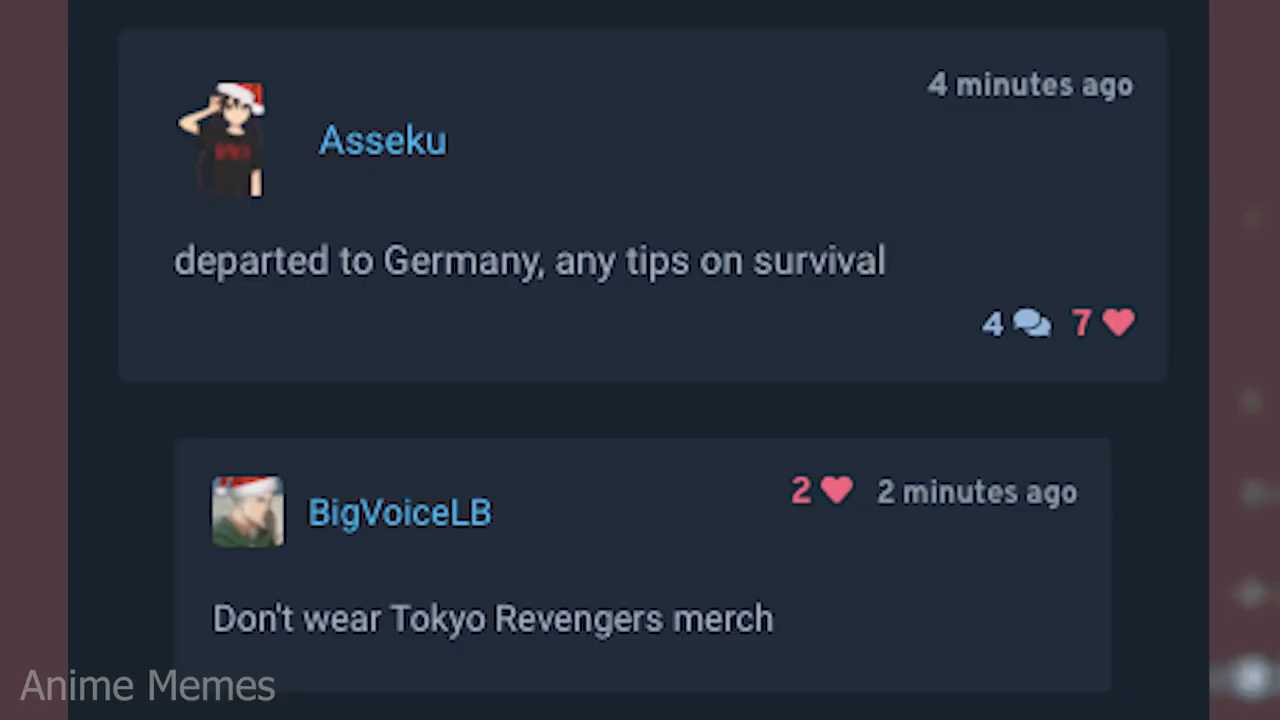 4 minutes ago
Asseku
departed to Germany, any tips on survival
4 7
2 2 minutes ago
BigVoiceLB
Don't wear Tokyo Revengers merch
Anime Memes